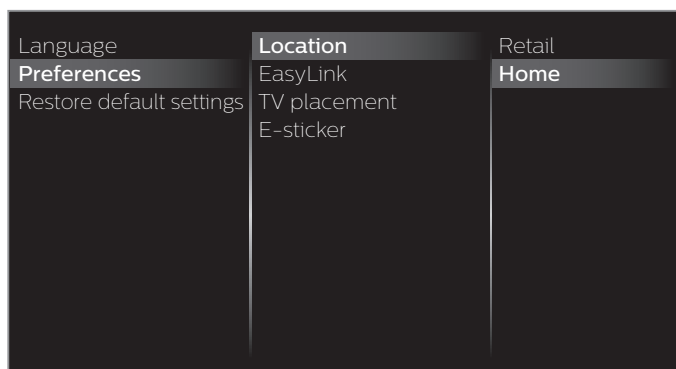 Language
Preferences
Restore default settings
Location
EasyLink
TV placement
E-sticker
Retail
Home